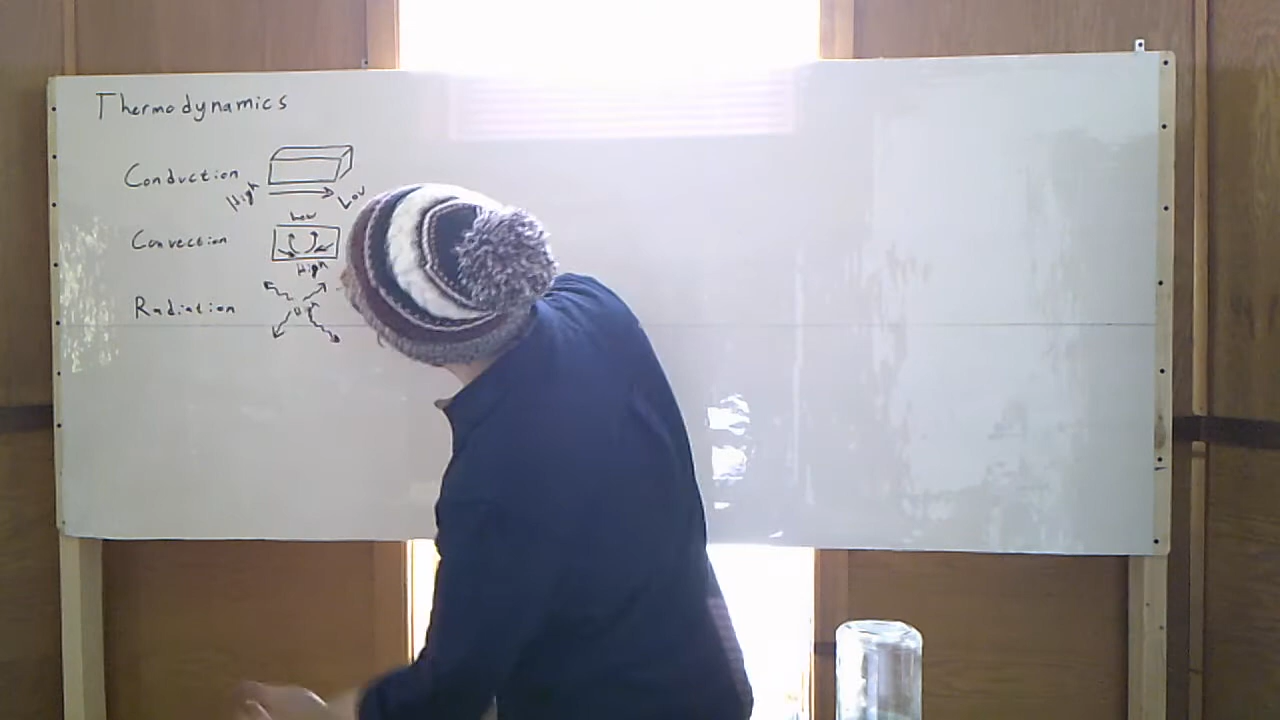 Thermodynamics
Conduction
High Low
Low
Convection
High
Radiation